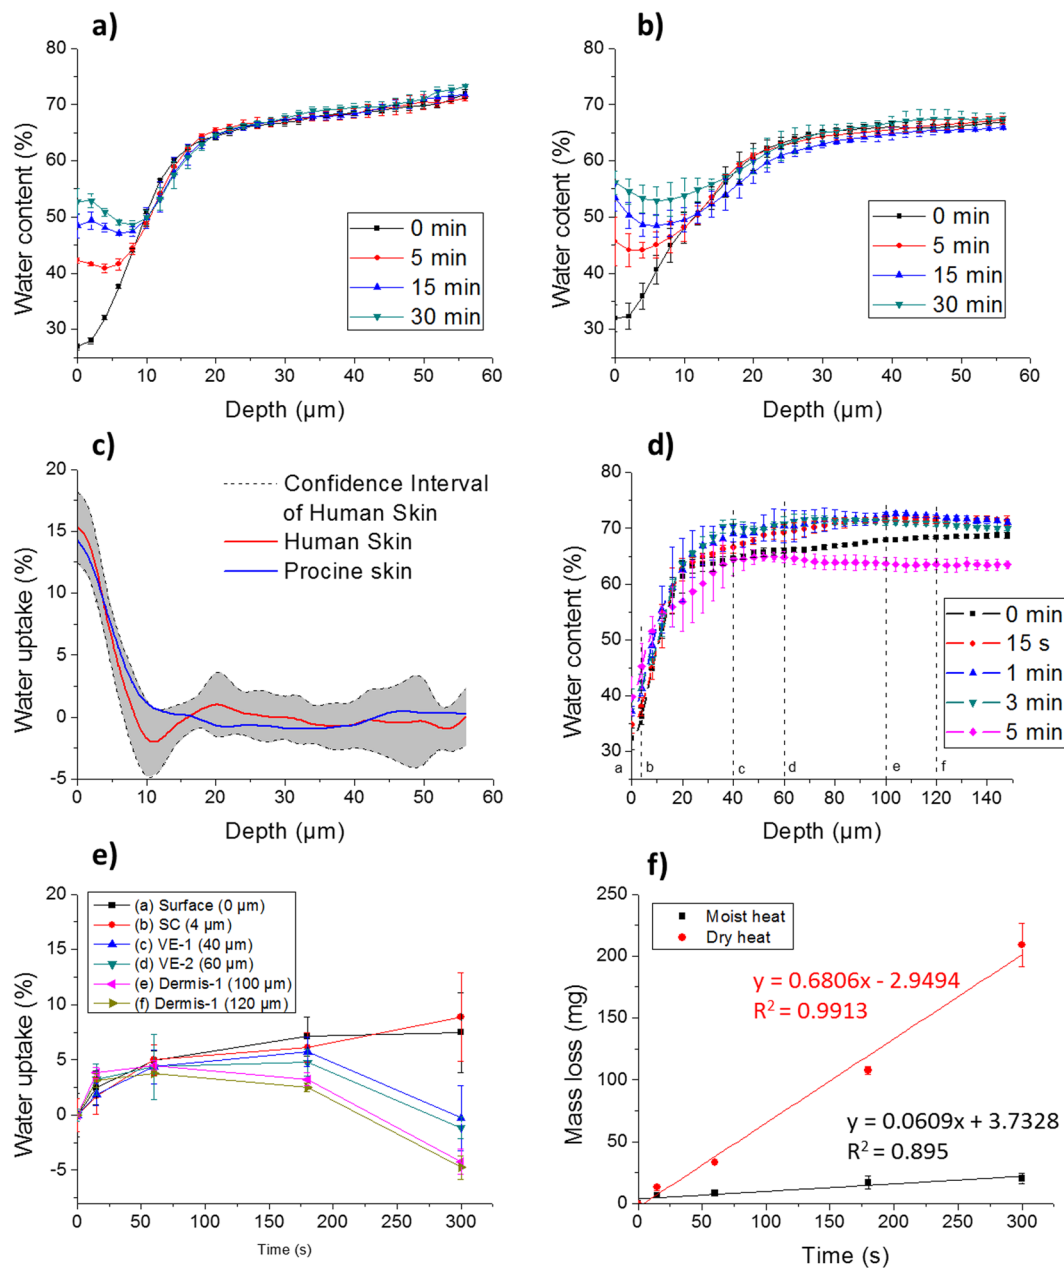 a)
Water content (%)
80
70
60
50
40
30
0 min
5 min
15 min
30 min
0 10 20 30 40 50 60
Depth (µm)
b)
Water cotent (%)
80
70
60
50
40
30
0 min
5 min
15 min
30 min
0 10 20 30 40 50 60
Depth (µm)
c)
Water uptake (%)
20
15
10
5
0
-5
Confidence Interval
of Human Skin
Human Skin
Procine skin
0 10 20 30 40 50 60
Depth (µm)
d)
Water content (%)
80
70
60
50
40
30
0 min
15 s
1 min
3 min
5 min
a b c d e f
0 20 40 60 80 100 120 140
Depth (µm)
e)
Water uptake (%)
20
15
10
5
0
-5
(a) Surface (0 µm)
(b) SC (4 µm)
(c) VE-1 (40 µm)
(d) VE-2 (60 µm)
(e) Dermis-1 (100 µm)
(f) Dermis-1 (120 µm)
0 50 100 150 200 250 300
Time (s)
f)
Mass loss (mg)
250
200
150
100
50
0
Moist heat
Dry heat
y = 0.6806x - 2.9494
R² = 0.9913
y = 0.0609x + 3.7328
R² = 0.895
0 50 100 150 200 250 300
Time (s)